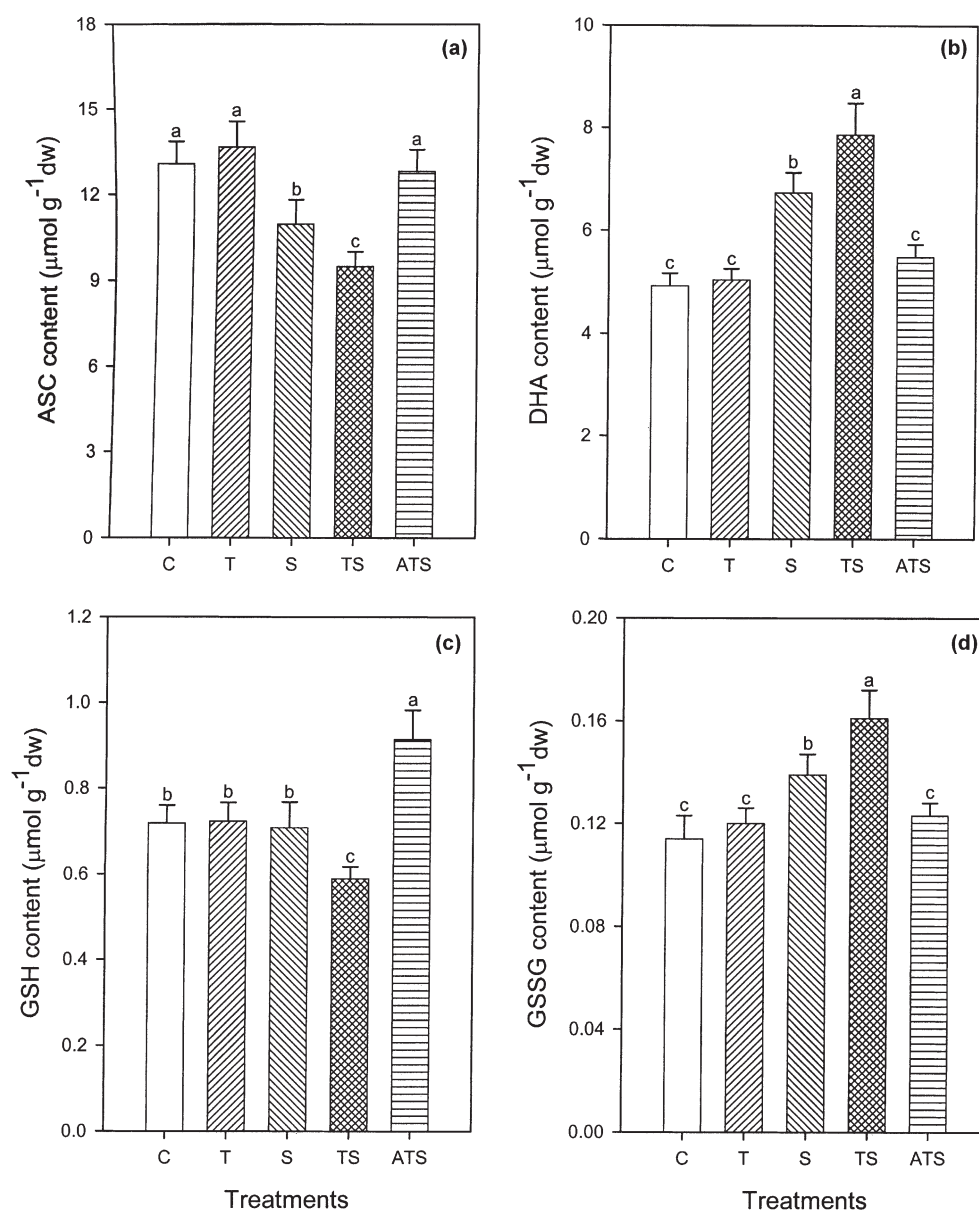 (a)
ASC content (μmol g⁻¹dw)
18
15
12
9
6
3
0
a
a
b
c
a
C T S TS ATS
(b)
DHA content (μmol g⁻¹dw)
10
8
6
4
2
0
c
c
b
a
c
C T S TS ATS
(c)
GSH content (μmol g⁻¹dw)
1.2
1.0
0.8
0.6
0.4
0.2
0.0
b
b
b
c
a
C T S TS ATS
Treatments
(d)
GSSG content (μmol g⁻¹dw)
0.20
0.16
0.12
0.08
0.04
0.00
c
c
b
a
c
C T S TS ATS
Treatments